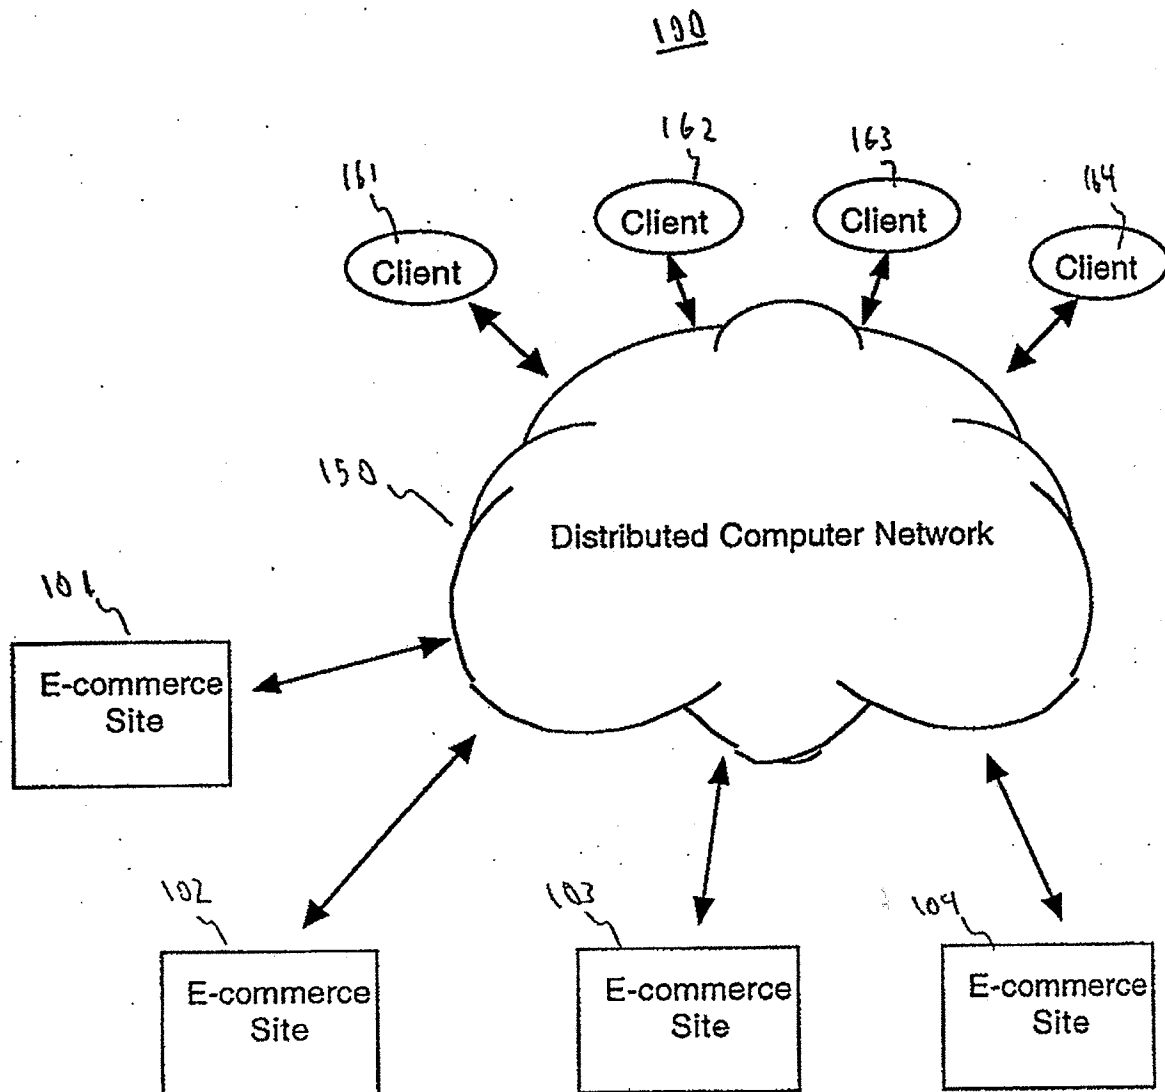 100
162
163
161
164
Client
Client
Client
Client
150
Distributed Computer Network
101
E-commerce
Site
102
103
104
E-commerce
Site
E-commerce
Site
E-commerce
Site